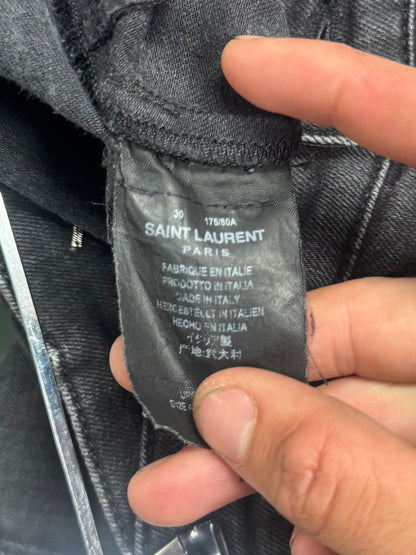 30 175/80A
SAINT LAURENT
PARIS
FABRIQUE EN ITALIE
PRODOTTO IN ITALIA
MADE IN ITALY
HERGESTELLT IN ITALIEN
HECHO EN ITALIA
イタリア製
产地:意大利